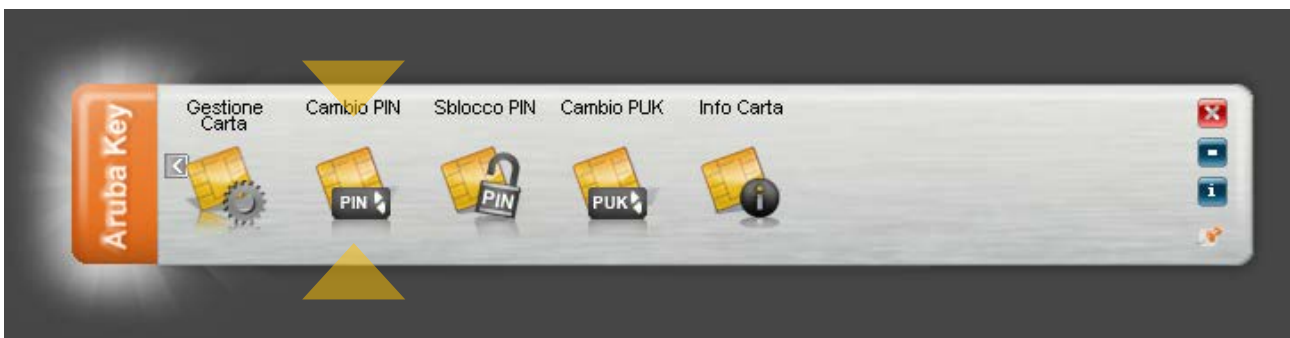 Aruba Key
Gestione
Carta
Cambio PIN
Sblocco PIN
Cambio PUK
Info Carta
PIN
PIN
PUK
i
i